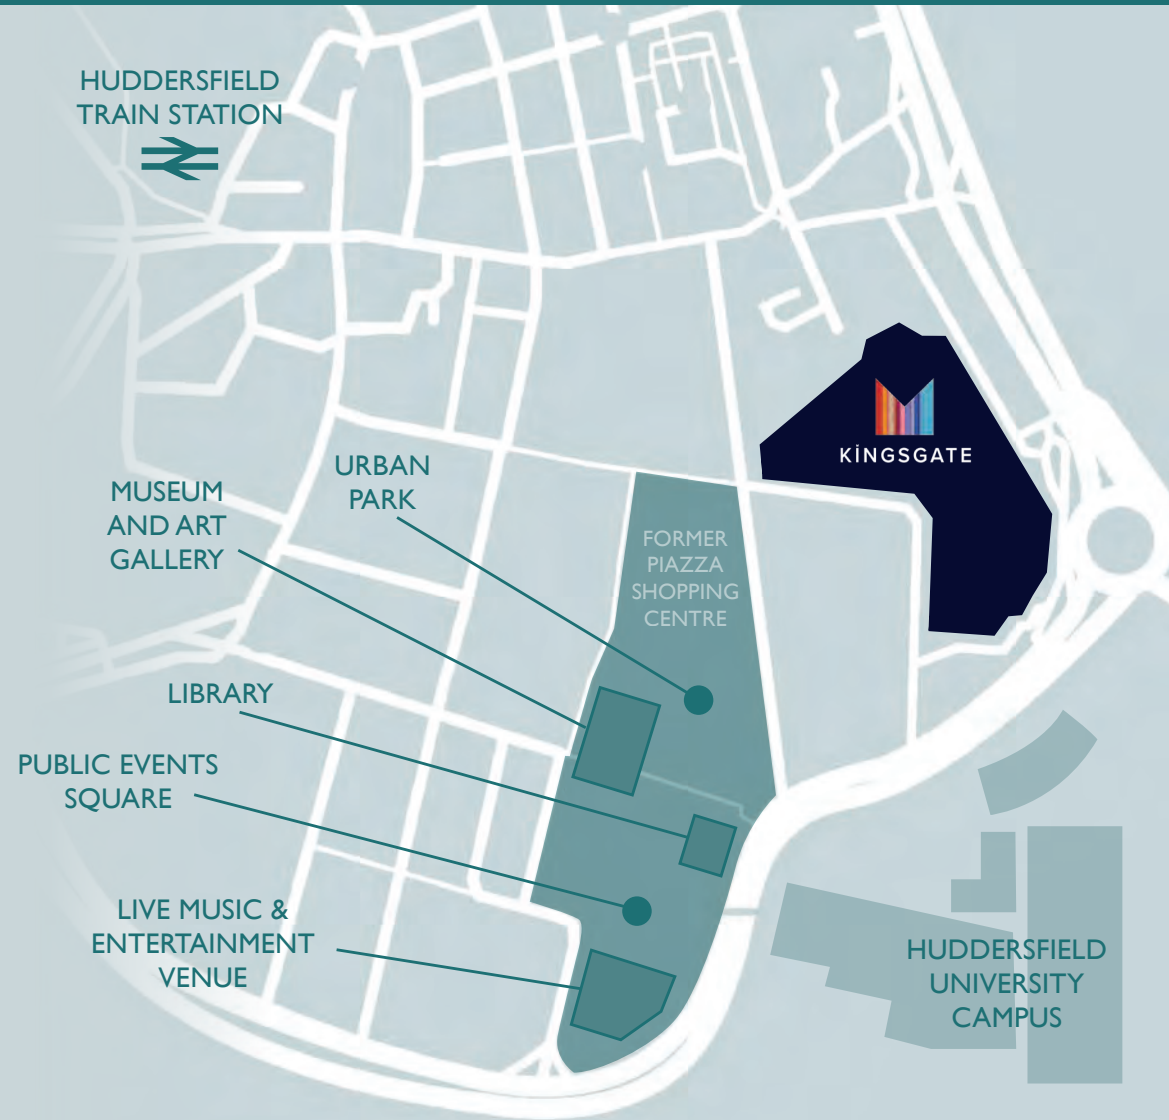 HUDDERSFIELD
TRAIN STATION
KINGSGATE
URBAN
PARK
MUSEUM
AND ART
GALLERY
FORMER
PIAZZA
SHOPPING
CENTRE
LIBRARY
PUBLIC EVENTS
SQUARE
LIVE MUSIC &
ENTERTAINMENT
VENUE
HUDDERSFIELD
UNIVERSITY
CAMPUS